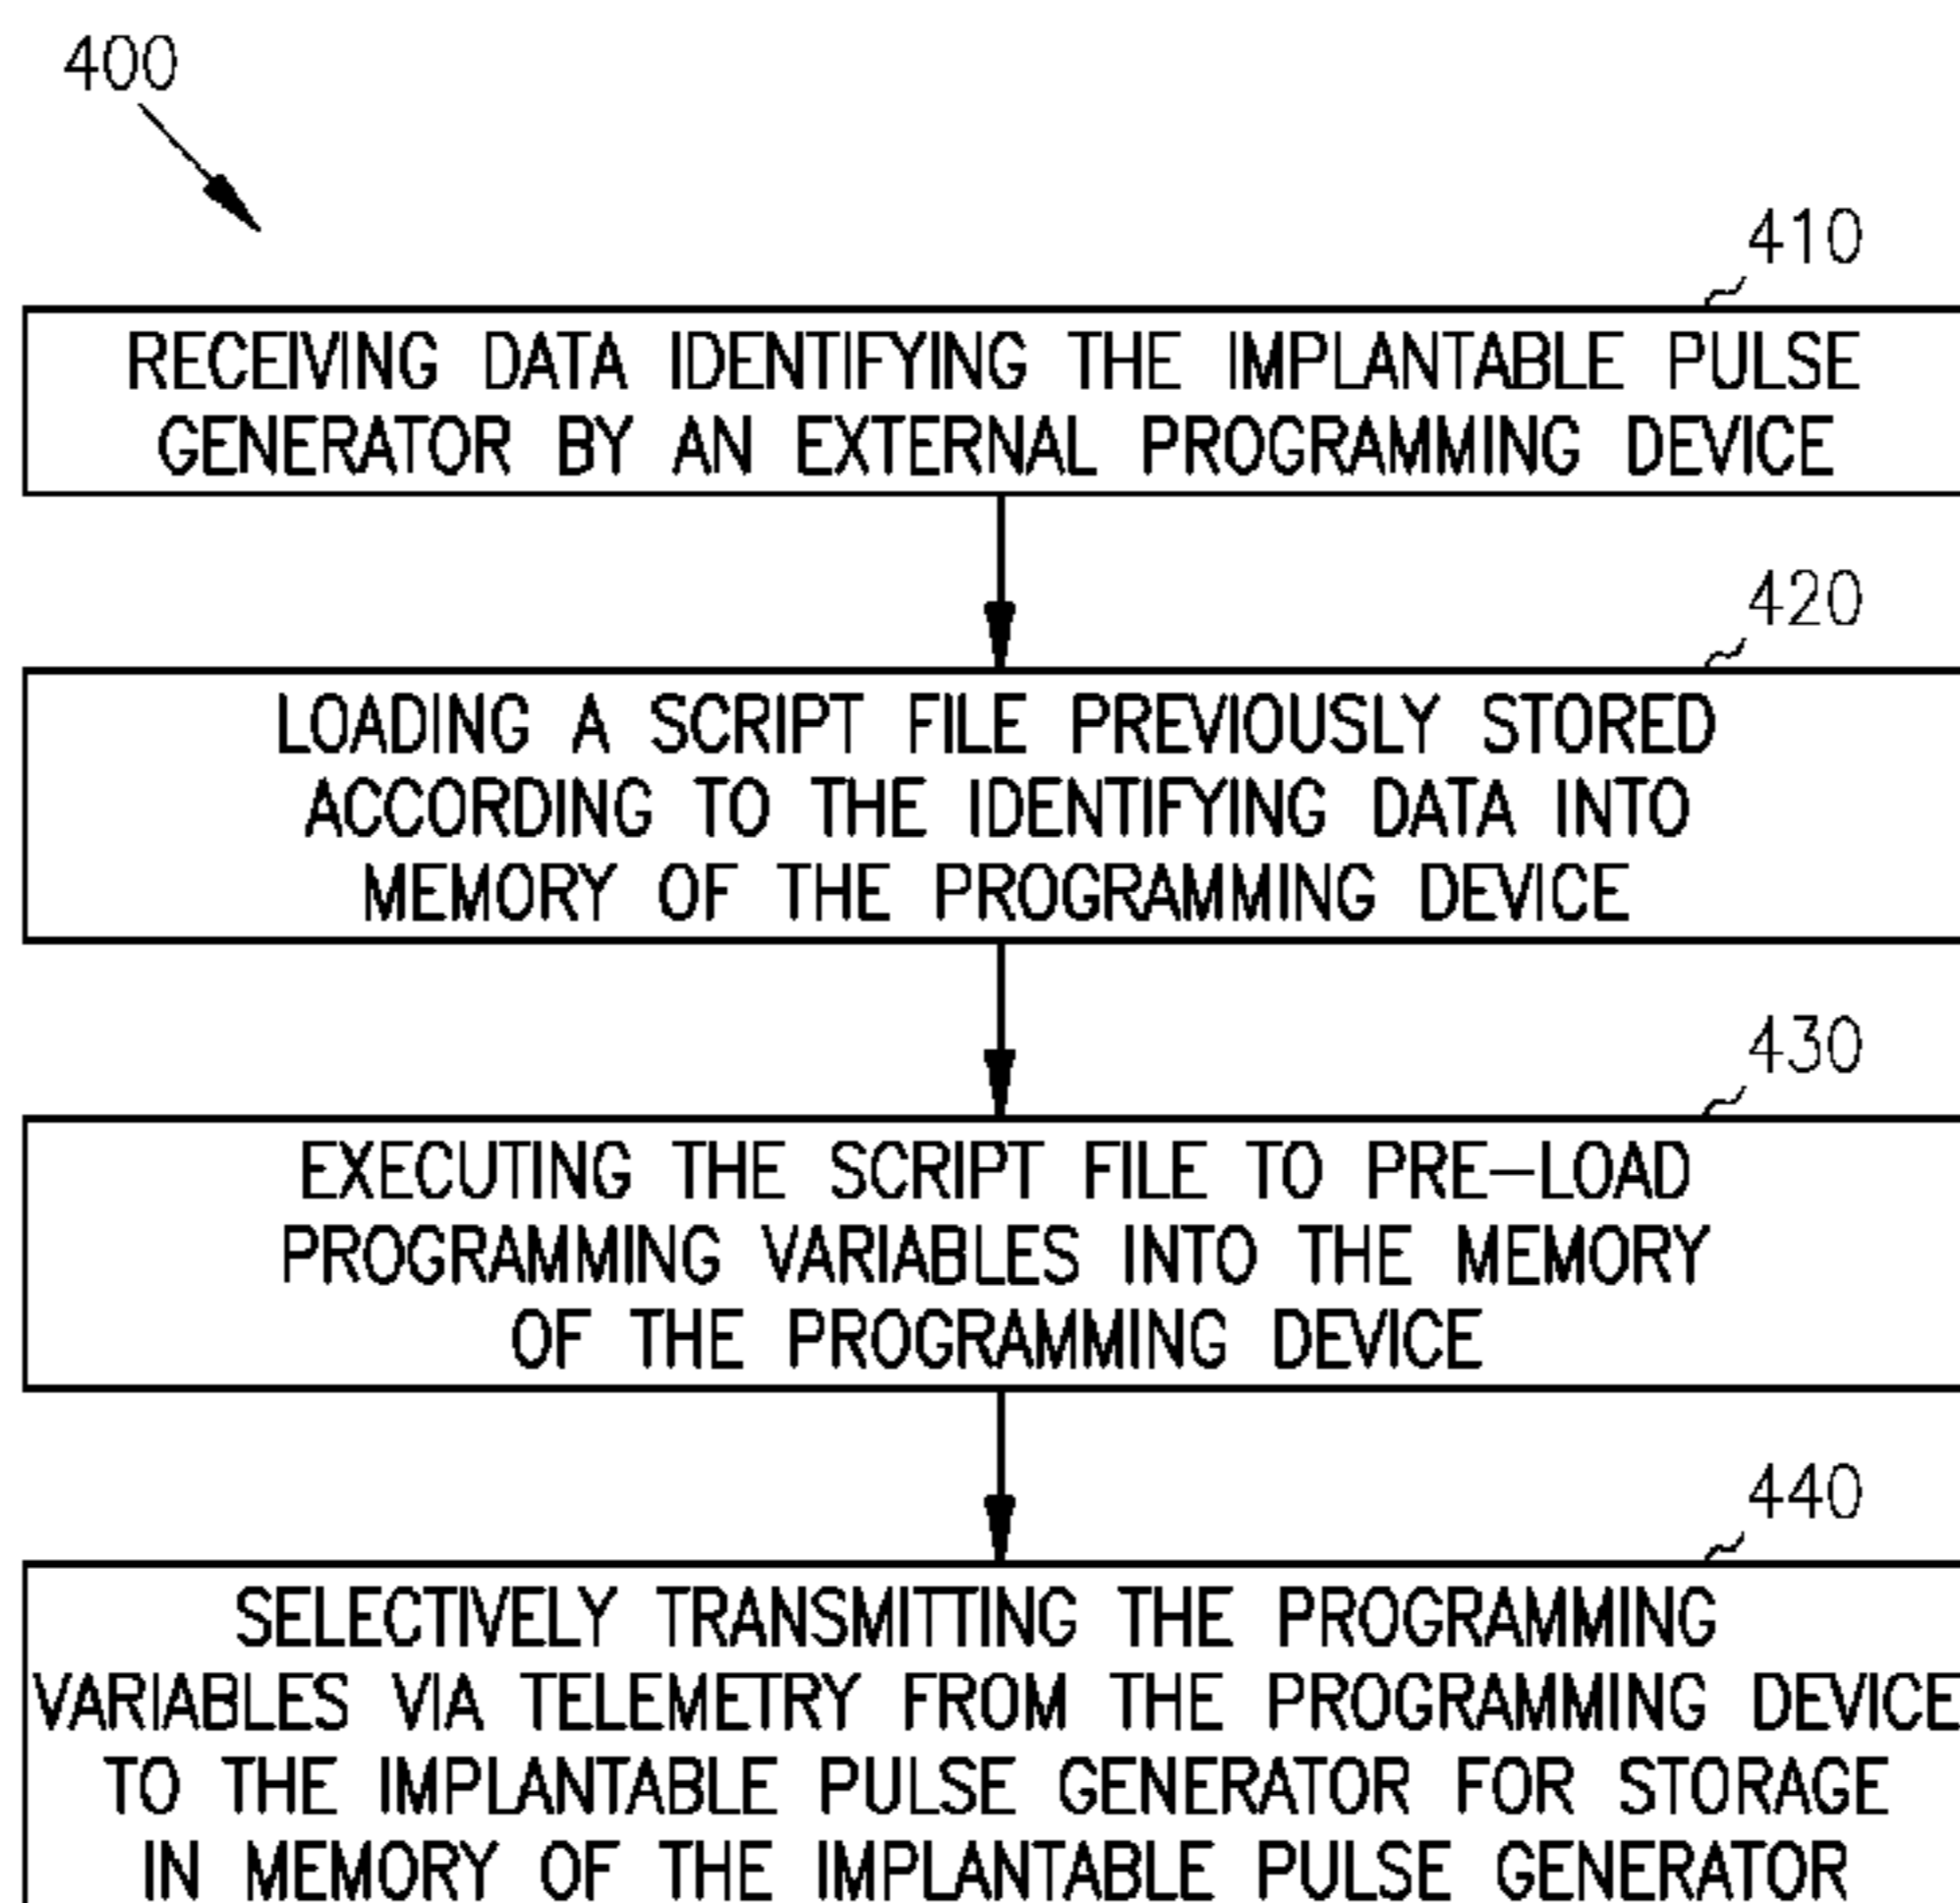 400
410
RECEIVING DATA IDENTIFYING THE IMPLANTABLE PULSE
GENERATOR BY AN EXTERNAL PROGRAMMING DEVICE
420
LOADING A SCRIPT FILE PREVIOUSLY STORED
ACCORDING TO THE IDENTIFYING DATA INTO
MEMORY OF THE PROGRAMMING DEVICE
430
EXECUTING THE SCRIPT FILE TO PRE-LOAD
PROGRAMMING VARIABLES INTO THE MEMORY
OF THE PROGRAMMING DEVICE
440
SELECTIVELY TRANSMITTING THE PROGRAMMING
VARIABLES VIA TELEMETRY FROM THE PROGRAMMING DEVICE
TO THE IMPLANTABLE PULSE GENERATOR FOR STORAGE
IN MEMORY OF THE IMPLANTABLE PULSE GENERATOR